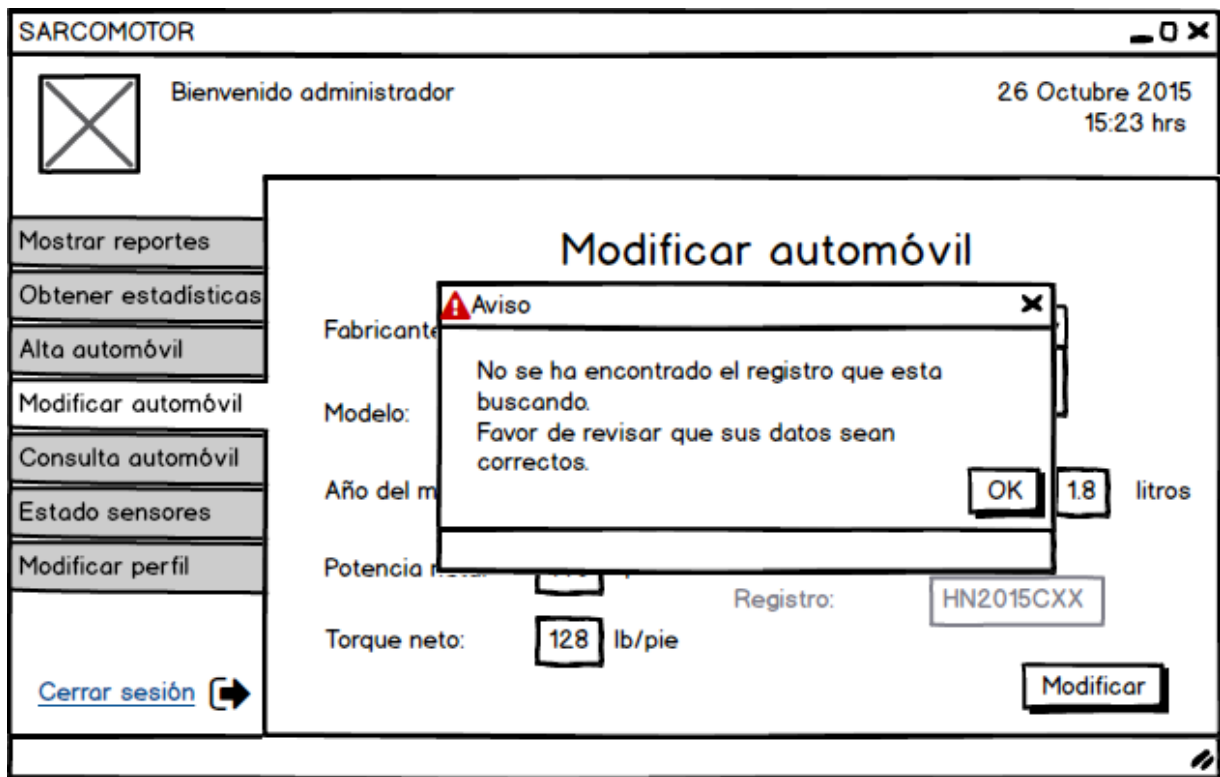 SARCOMOTOR
Bienvenido administrador
26 Octubre 2015
15:23 hrs
Mostrar reportes
Obtener estadísticas
Alta automóvil
Modificar automóvil
Consulta automóvil
Estado sensores
Modificar perfil
Cerrar sesión
Modificar automóvil
Aviso
No se ha encontrado el registro que esta
buscando.
Favor de revisar que sus datos sean
correctos.
OK
Fabricante
Modelo:
Año del
1.8 litros
Potencia
Registro: HN2015CXX
Torque neto: 128 lb/pie
Modificar